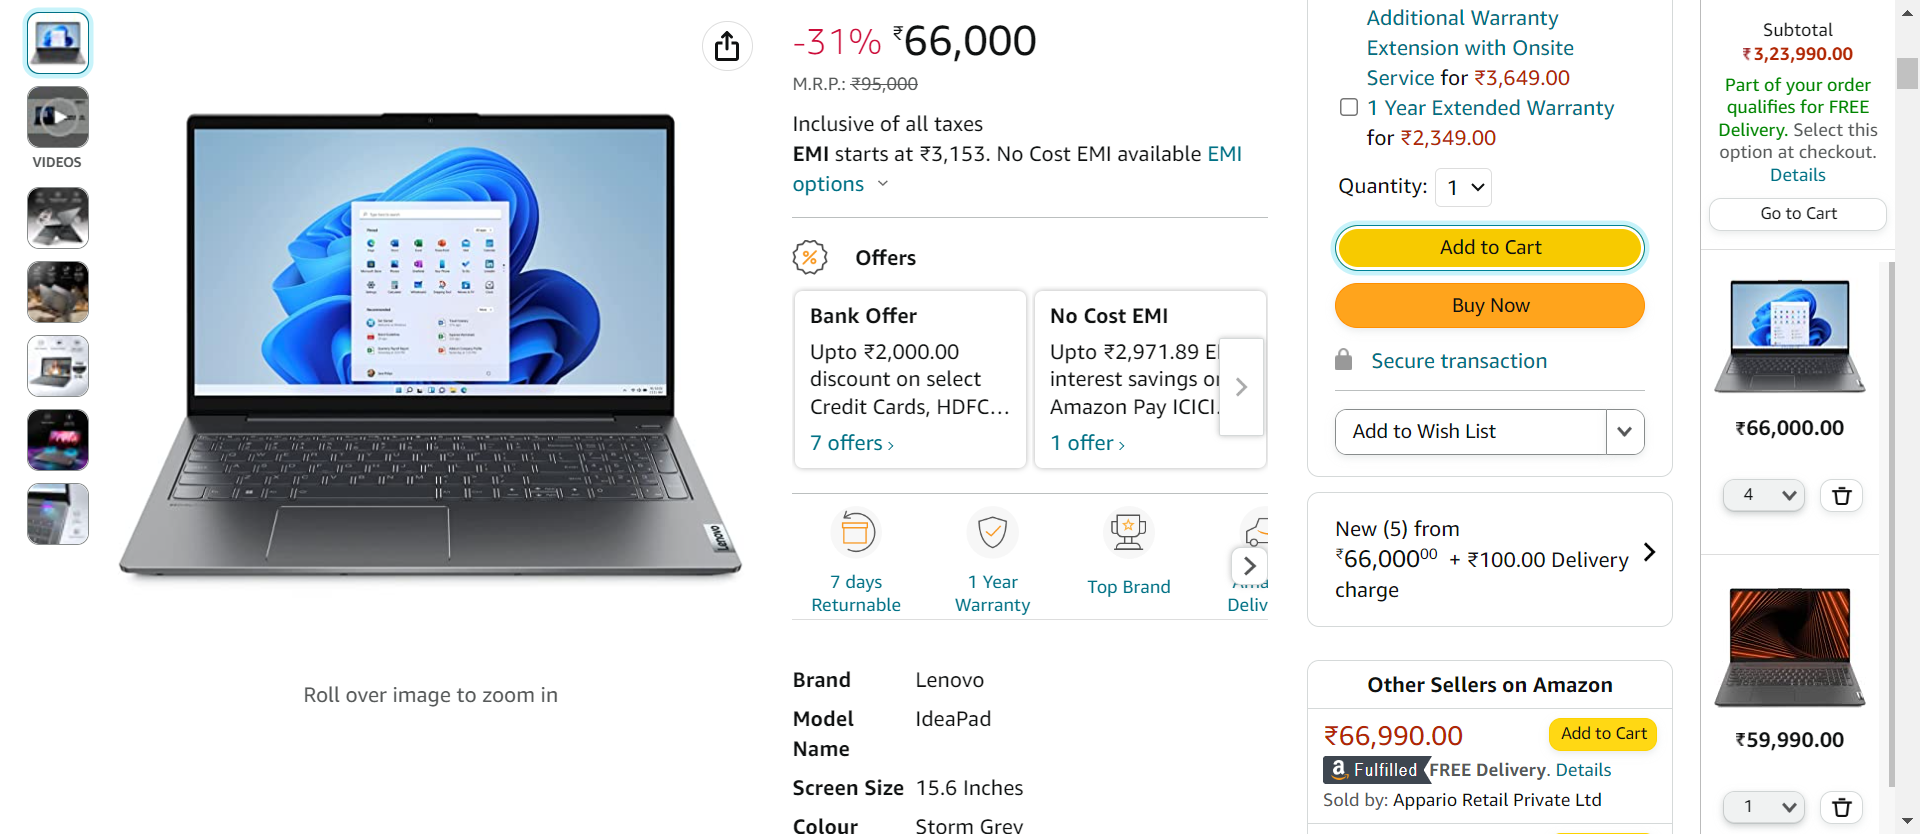 VIDEOS
Lenovo
Roll over image to zoom in
-31% ₹66,000
M.R.P.: ₹95,000
Inclusive of all taxes
EMI starts at ₹3,153. No Cost EMI available EMI
options
Offers
Bank Offer
Upto ₹2,000.00
discount on select
Credit Cards, HDFC...
7 offers ›
No Cost EMI
Upto ₹2,971.89
interest savings
Amazon Pay ICICI
1 offer ›
7 days
Returnable
1 Year
Warranty
Top Brand
Deliv
Brand Lenovo
Model IdeaPad
Name
Screen Size 15.6 Inches
Colour Storm Grey
Additional Warranty
Extension with Onsite
Service for ₹3,649.00
1 Year Extended Warranty
for ₹2,349.00
Quantity: 1
Add to Cart
Buy Now
Secure transaction
Add to Wish List
New (5) from
₹66,000⁰⁰ + ₹100.00 Delivery
charge
Other Sellers on Amazon
₹66,990.00 Add to Cart
a Fulfilled FREE Delivery. Details
Sold by: Appario Retail Private Ltd
Subtotal
₹3,23,990.00
Part of your order
qualifies for FREE
Delivery. Select this
option at checkout.
Details
Go to Cart
₹66,000.00
4
₹59,990.00
1